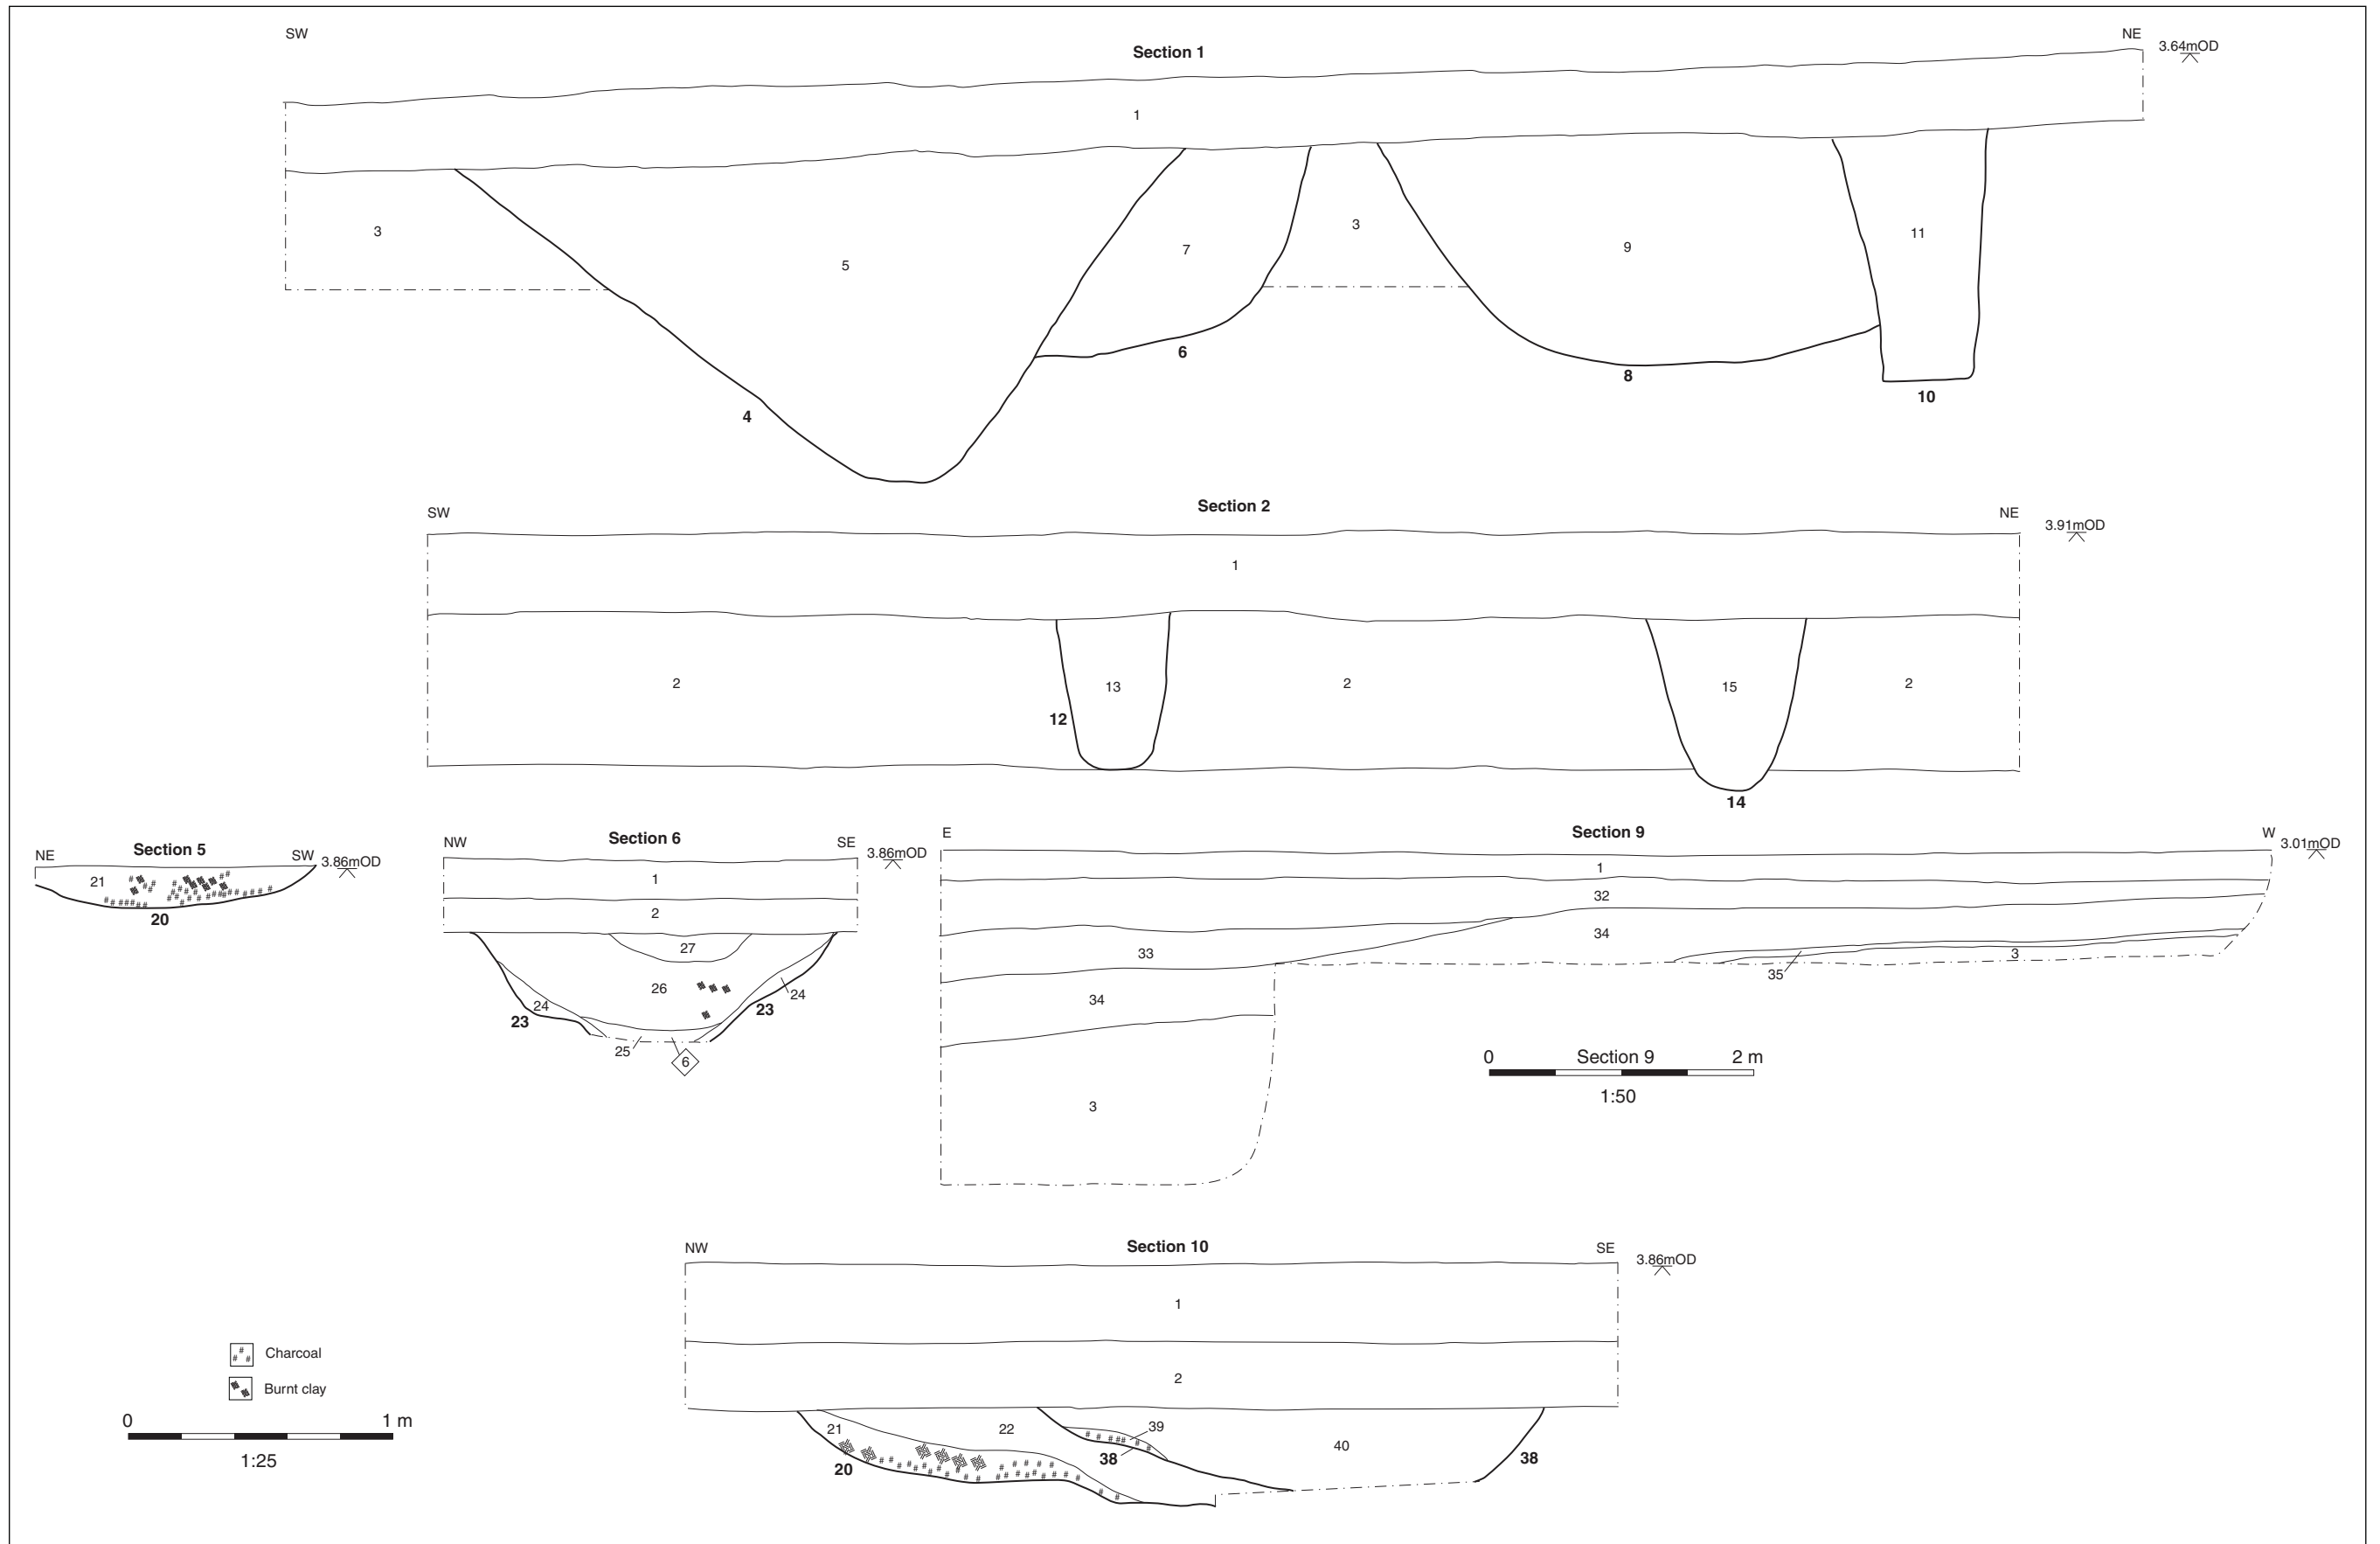 SW
Section 1
NE
3.64mOD
1
3
5
7
3
9
11
4
6
8
10
SW
Section 2
NE
3.91mOD
1
2
13
2
15
2
12
14
NE
Section 5
SW
3.86mOD
21
20
NW
Section 6
SE
3.86mOD
1
2
27
26
24
24
23
23
25
6
E
Section 9
W
3.01mOD
1
32
33
34
34
35
3
3
0 Section 9 2 m
1:50
NW
Section 10
SE
3.86mOD
1
2
21
22
39
40
20
38
38
Charcoal
Burnt clay
0 1 m
1:25